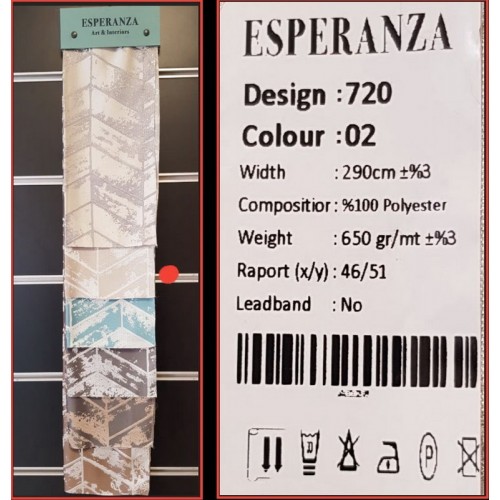 ESPERANZA
Art & Interiors
ESPERANZA
Design :720
Colour :02
Width : 290cm ±%3
Compositior: %100 Polyester
Weight : 650 gr/mt ±%3
Raport (x/y) : 46/51
Leadband : No
P